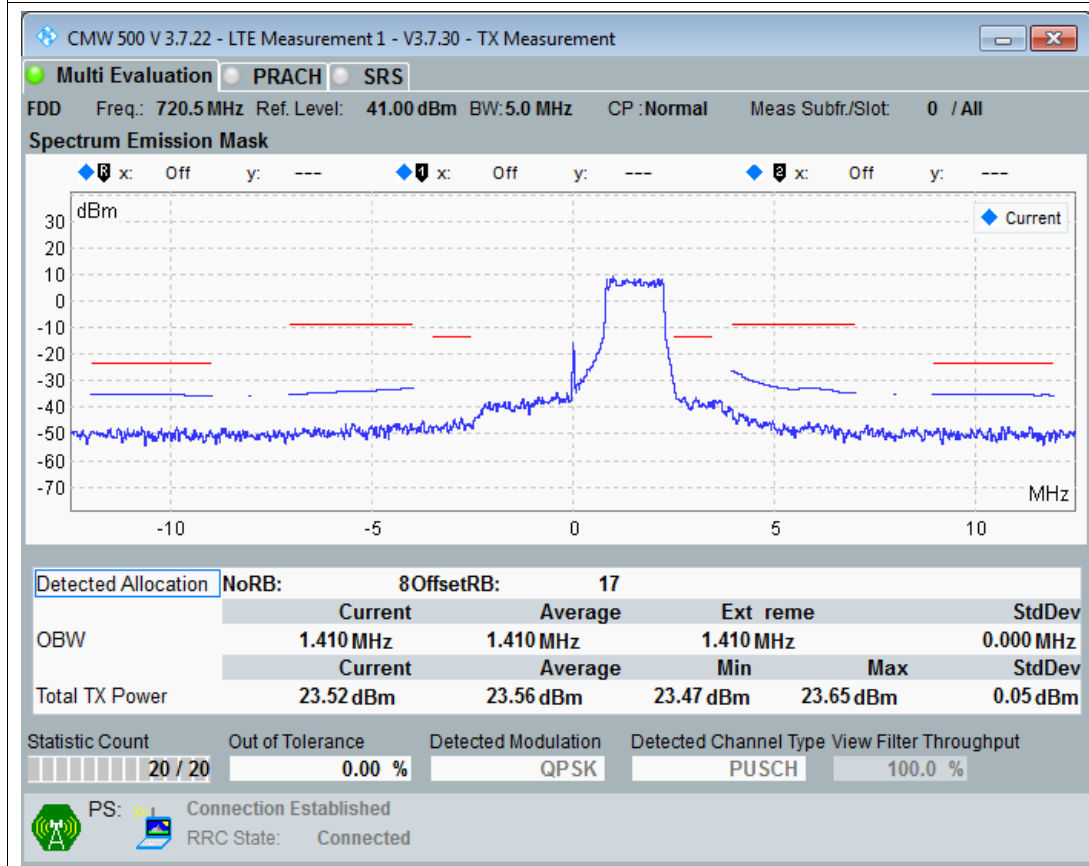 CMW 500 V 3.7.22 - LTE Measurement 1 - V3.7.30 - TX Measurement
Multi Evaluation PRACH SRS
FDD Freq.: 720.5 MHz Ref. Level: 41.00 dBm BW: 5.0 MHz CP : Normal Meas Subfr./Slot: 0 / All
Spectrum Emission Mask
R x: Off y: --- 1 x: Off y: --- 2 x: Off y: ---
dBm
Current
30
20
10
0
-10
-20
-30
-40
-50
-60
-70
MHz
-10 -5 0 5 10
Detected Allocation NoRB: 8 OffsetRB: 17
Current Average Ext reme StdDev
OBW 1.410 MHz 1.410 MHz 1.410 MHz 0.000 MHz
Current Average Min Max StdDev
Total TX Power 23.52 dBm 23.56 dBm 23.47 dBm 23.65 dBm 0.05 dBm
Statistic Count Out of Tolerance Detected Modulation Detected Channel Type View Filter Throughput
20 / 20 0.00 % QPSK PUSCH 100.0 %
PS: Connection Established
RRC State: Connected